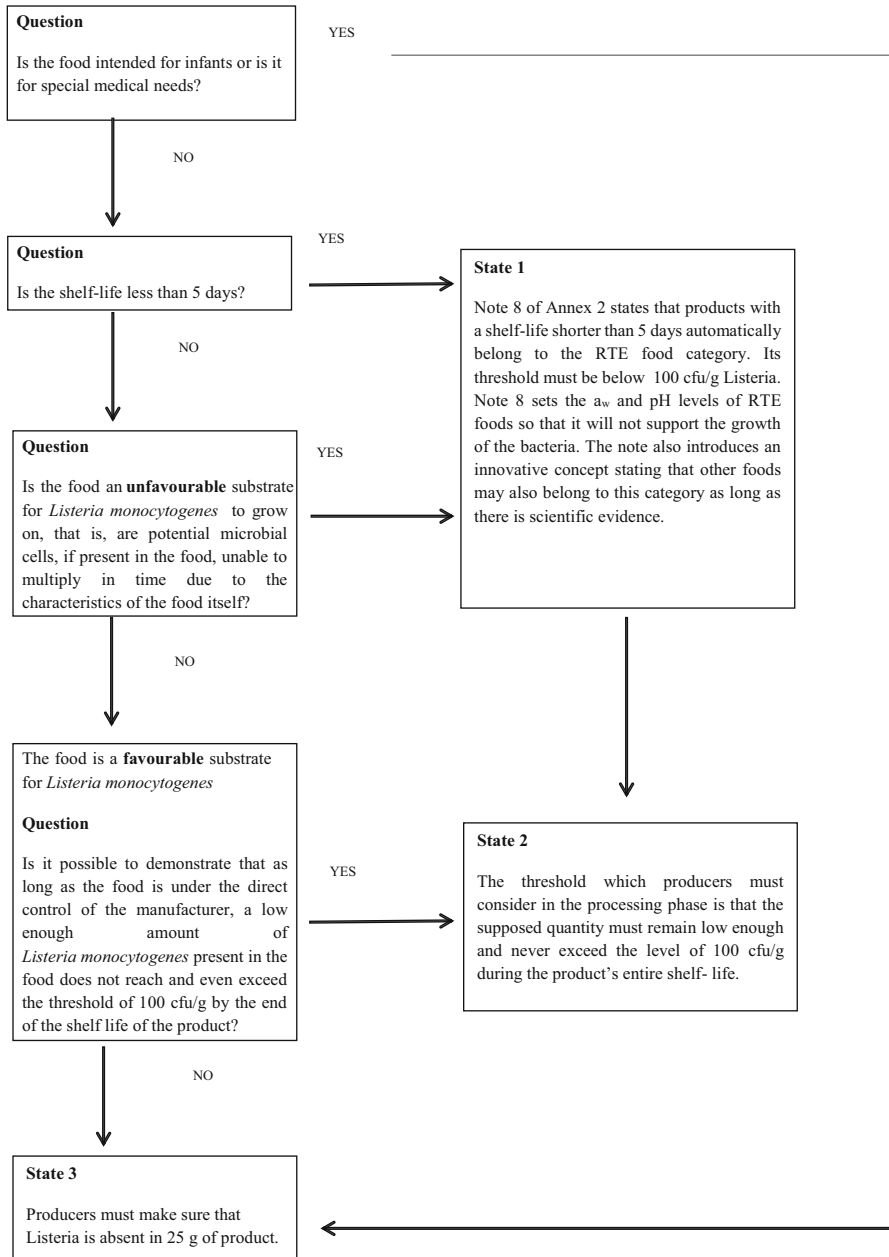 Question
Is the food intended for infants or is it
for special medical needs?
YES
NO
Question
Is the shelf-life less than 5 days?
YES
State 1
Note 8 of Annex 2 states that products with
a shelf-life shorter than 5 days automatically
belong to the RTE food category. Its
threshold must be below 100 cfu/g Listeria.
Note 8 sets the aw and pH levels of RTE
foods so that it will not support the growth
of the bacteria. The note also introduces an
innovative concept stating that other foods
may also belong to this category as long as
there is scientific evidence.
NO
Question
Is the food an unfavourable substrate
for Listeria monocytogenes to grow
on, that is, are potential microbial
cells, if present in the food, unable to
multiply in time due to the
characteristics of the food itself?
YES
NO
The food is a favourable substrate
for Listeria monocytogenes
Question
Is it possible to demonstrate that as
long as the food is under the direct
control of the manufacturer, a low
enough amount of
Listeria monocytogenes present in the
food does not reach and even exceed
the threshold of 100 cfu/g by the end
of the shelf life of the product?
YES
State 2
The threshold which producers must
consider in the processing phase is that the
supposed quantity must remain low enough
and never exceed the level of 100 cfu/g
during the product's entire shelf- life.
NO
State 3
Producers must make sure that
Listeria is absent in 25 g of product.